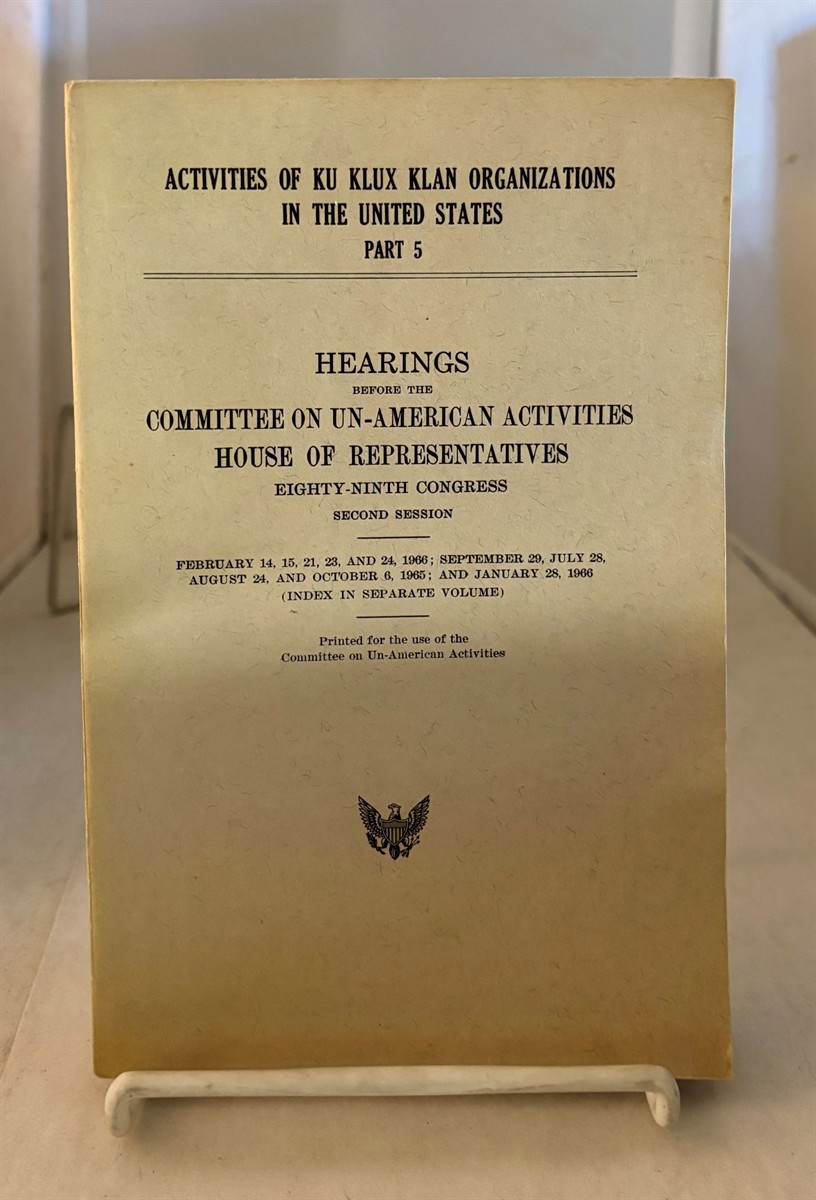 ACTIVITIES OF KU KLUX KLAN ORGANIZATIONS
IN THE UNITED STATES
PART 5
HEARINGS
BEFORE THE
COMMITTEE ON UN-AMERICAN ACTIVITIES
HOUSE OF REPRESENTATIVES
EIGHTY-NINTH CONGRESS
SECOND SESSION
FEBRUARY 14, 15, 21, 23, AND 24, 1966; SEPTEMBER 29, JULY 28,
AUGUST 24, AND OCTOBER 6, 1965; AND JANUARY 28, 1966
(INDEX IN SEPARATE VOLUME)
Printed for the use of the
Committee on Un-American Activities